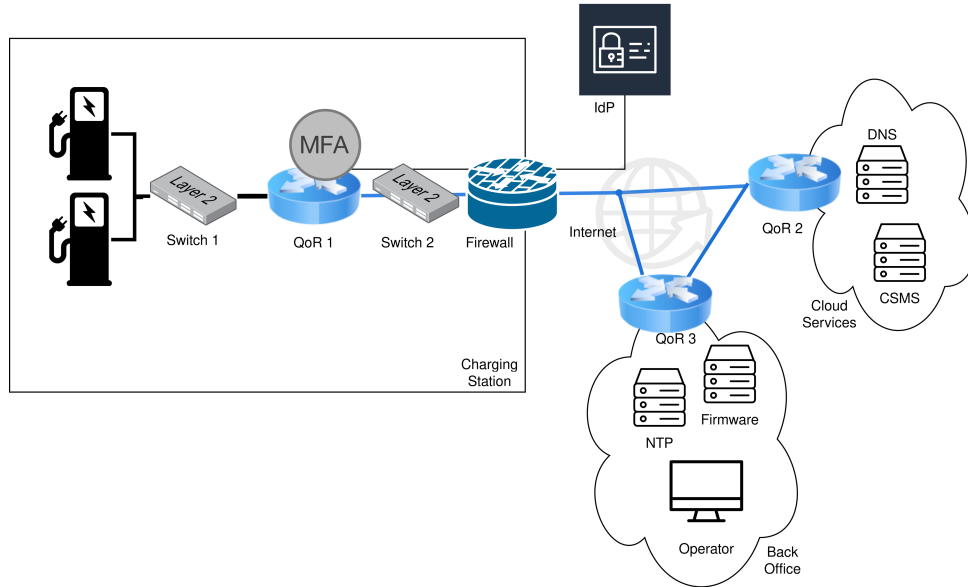 IdP
DNS
MFA
Layer 2
Layer 2
Switch 1
QoR 1
Switch 2
Firewall
Internet
QoR 2
CSMS
Cloud
Services
QoR 3
Charging
Station
Firmware
NTP
Operator
Back
Office